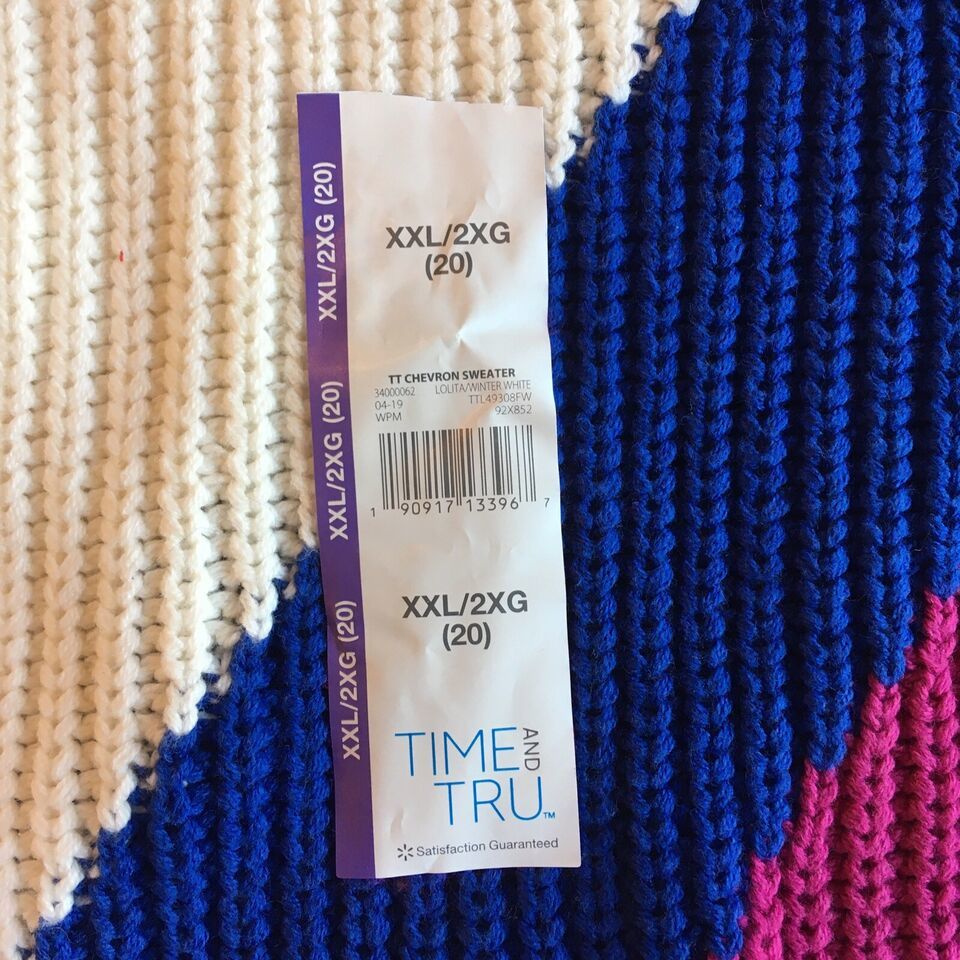 XXL/2XG (20)
XXL/2XG (20)
XXL/2XG (20)
XXL/2XG
(20)
TT CHEVRON SWEATER
34000062 LOLITA/WINTER WHITE
04-19 TTL49308FW
WPM 92X852
1 90917 13396 7
XXL/2XG
(20)
TIME AND
TRU™
Satisfaction Guaranteed